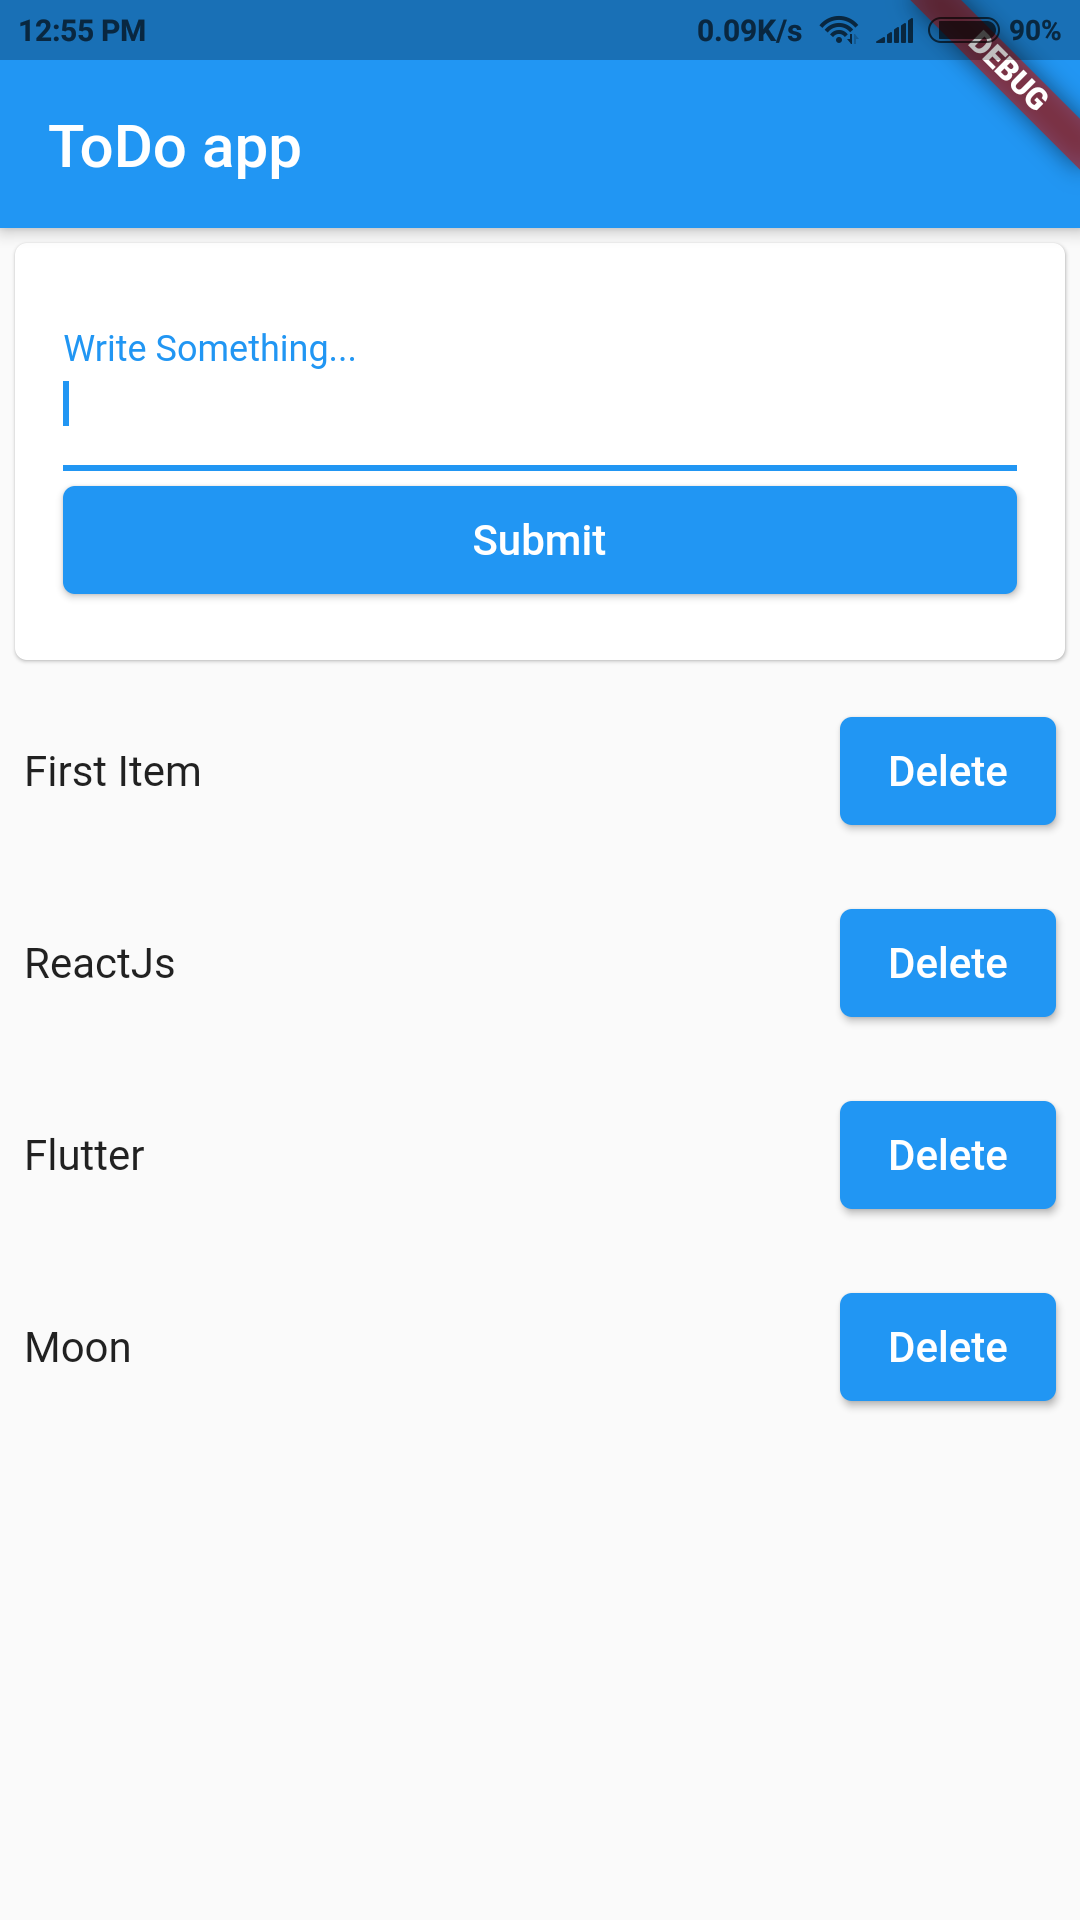 12:55 PM 0.09K/s 90%
DEBUG
ToDo app
Write Something...
Submit
First Item Delete
ReactJs Delete
Flutter Delete
Moon Delete